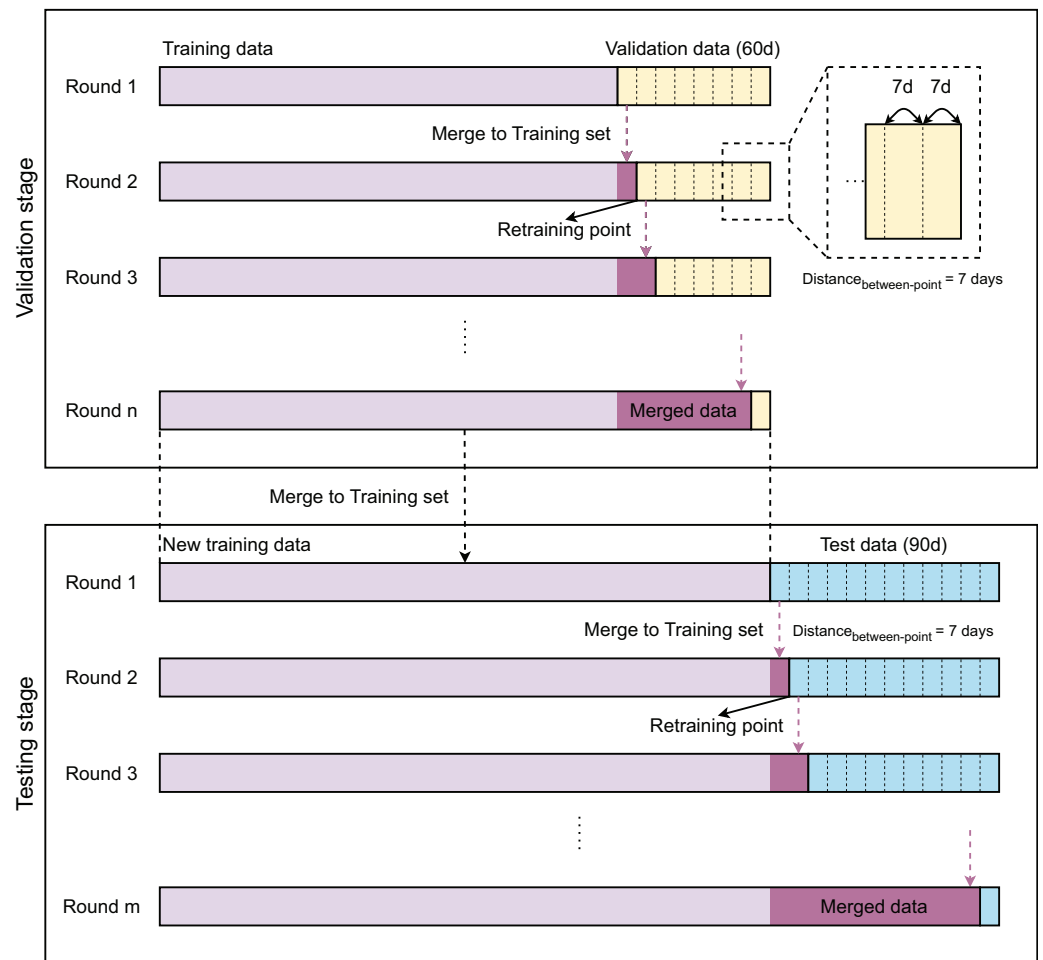 Validation stage
Training data
Validation data (60d)
Round 1
7d 7d
Merge to Training set
Round 2
Retraining point
Round 3
Distance between-point = 7 days
Round n
Merged data
Merge to Training set
Testing stage
New training data
Test data (90d)
Round 1
Merge to Training set
Distance between-point = 7 days
Round 2
Retraining point
Round 3
Round m
Merged data